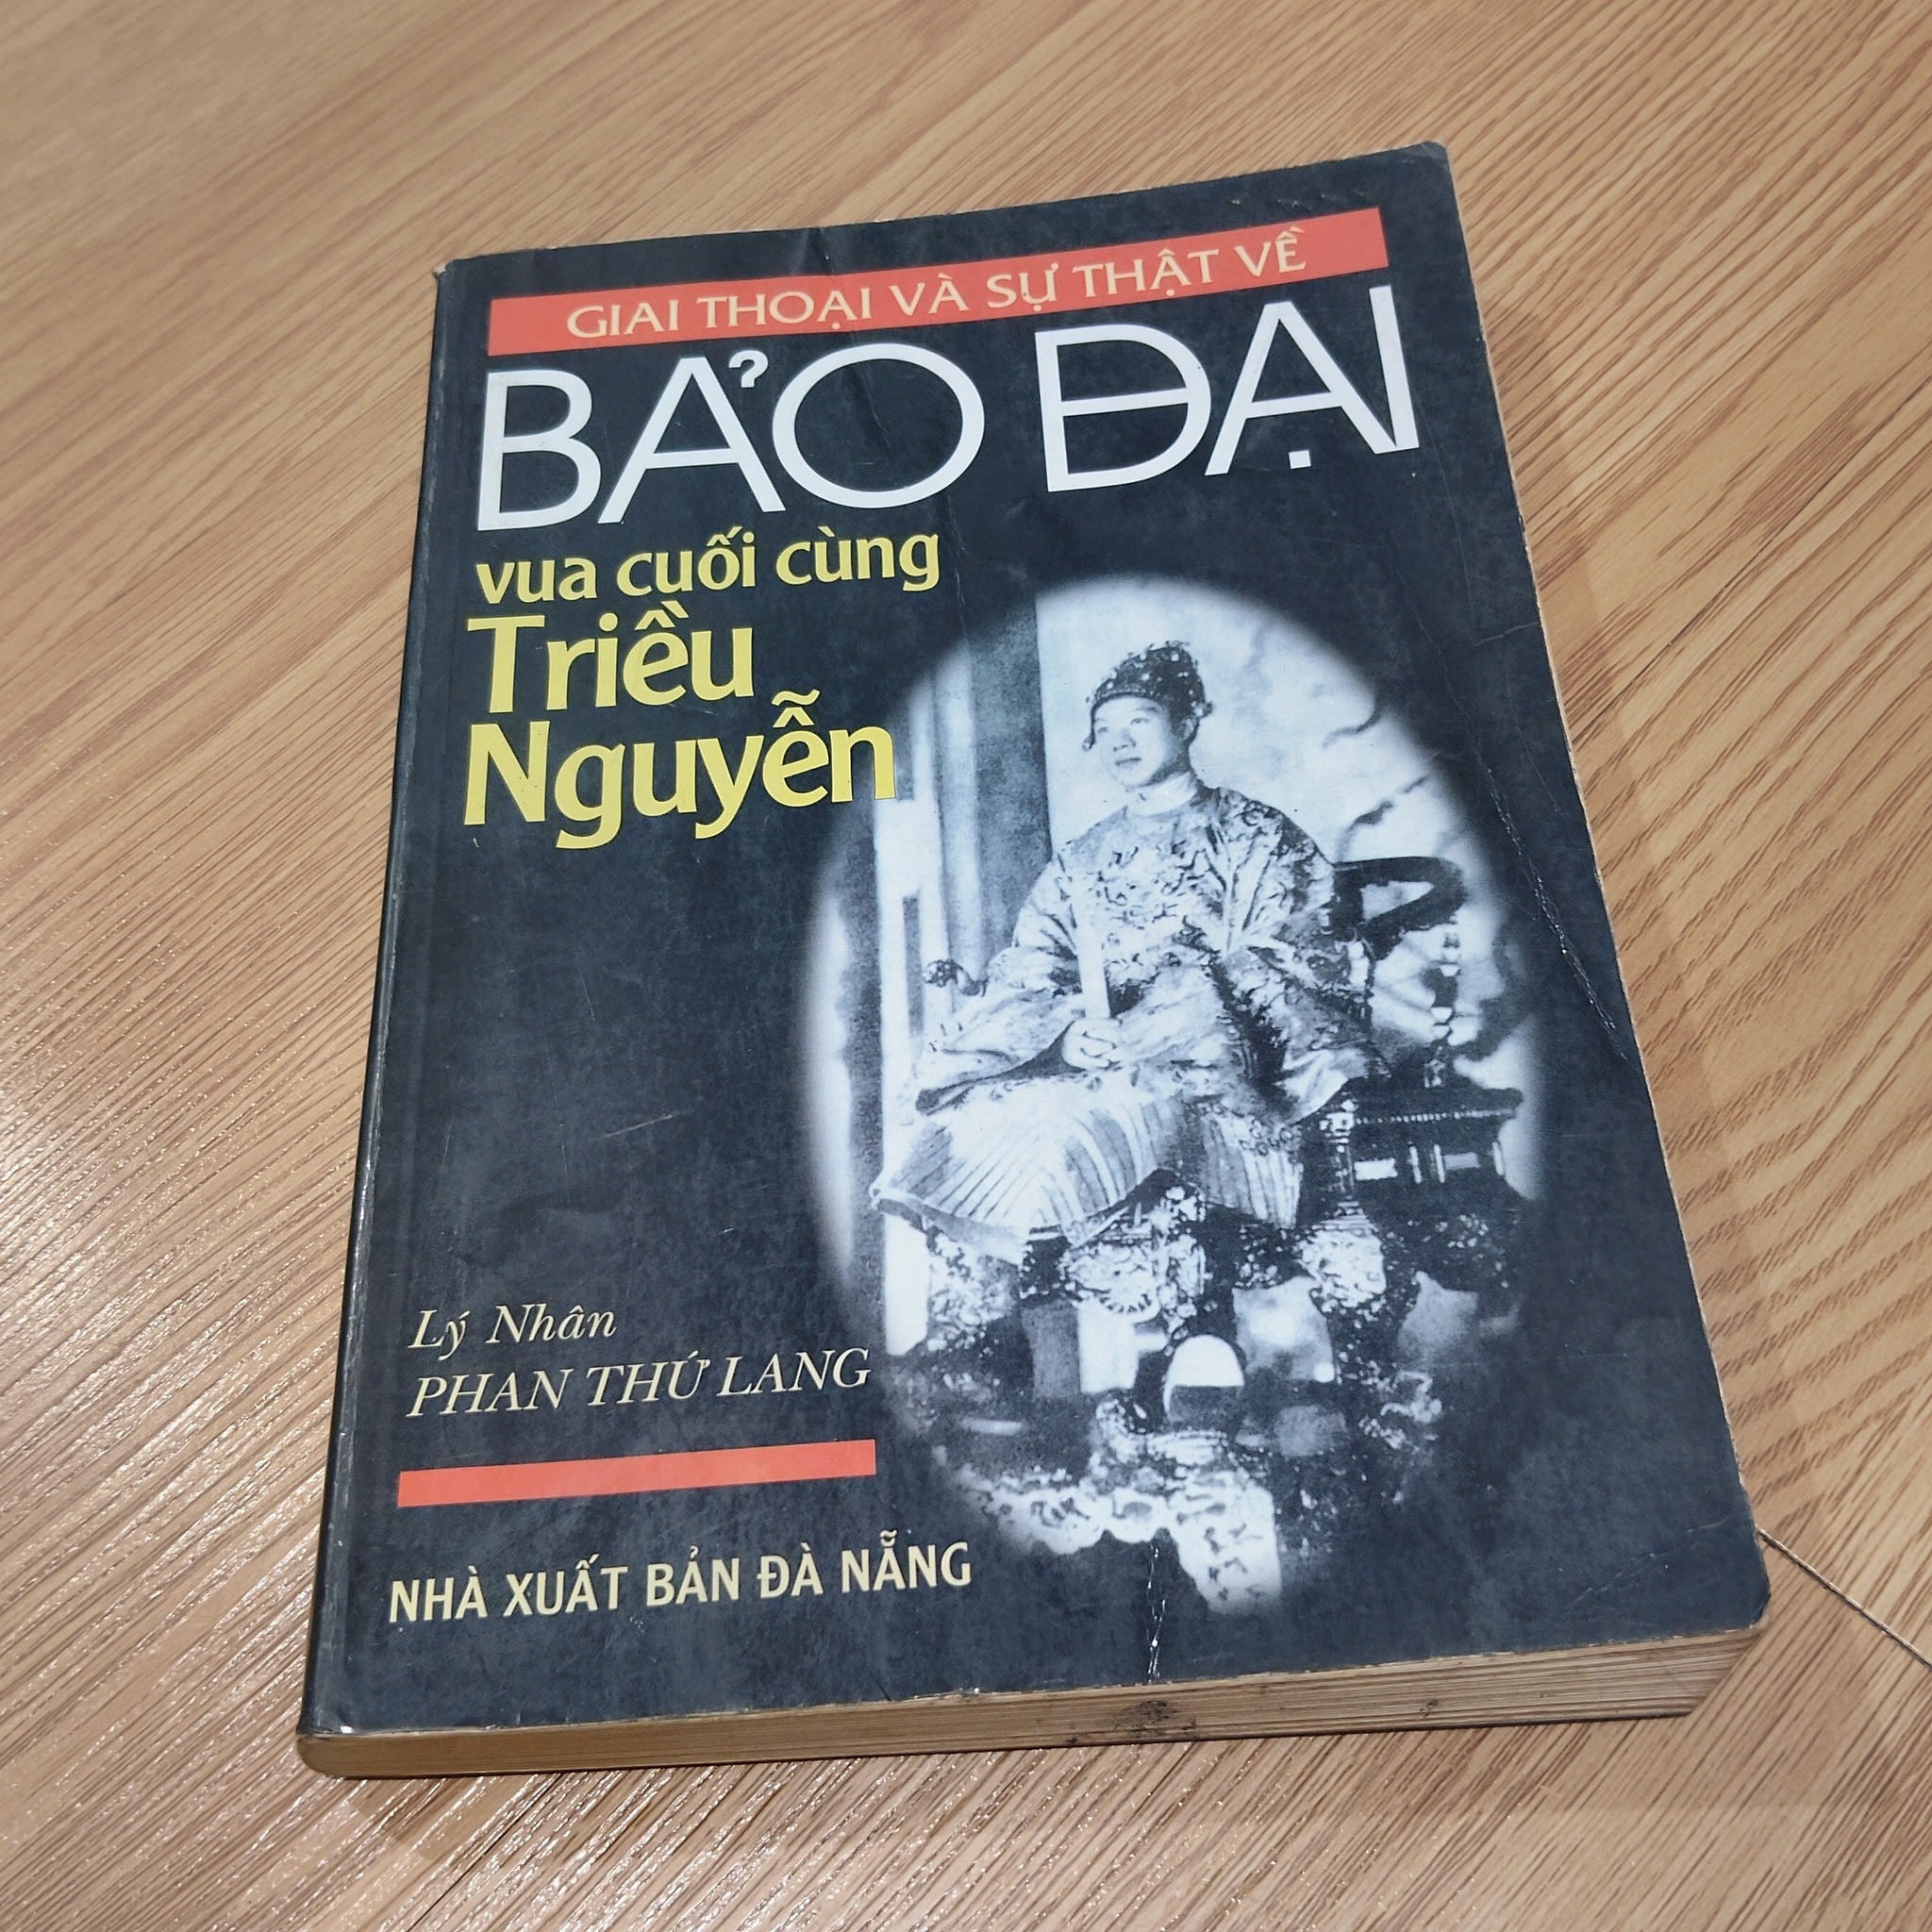 GIAI THOẠI VÀ SỰ THẬT VỀ
BẢO ĐẠI
vua cuối cùng
Triều
Nguyễn
Lý Nhân
PHAN THỨ LANG
NHÀ XUẤT BẢN ĐÀ NẴNG